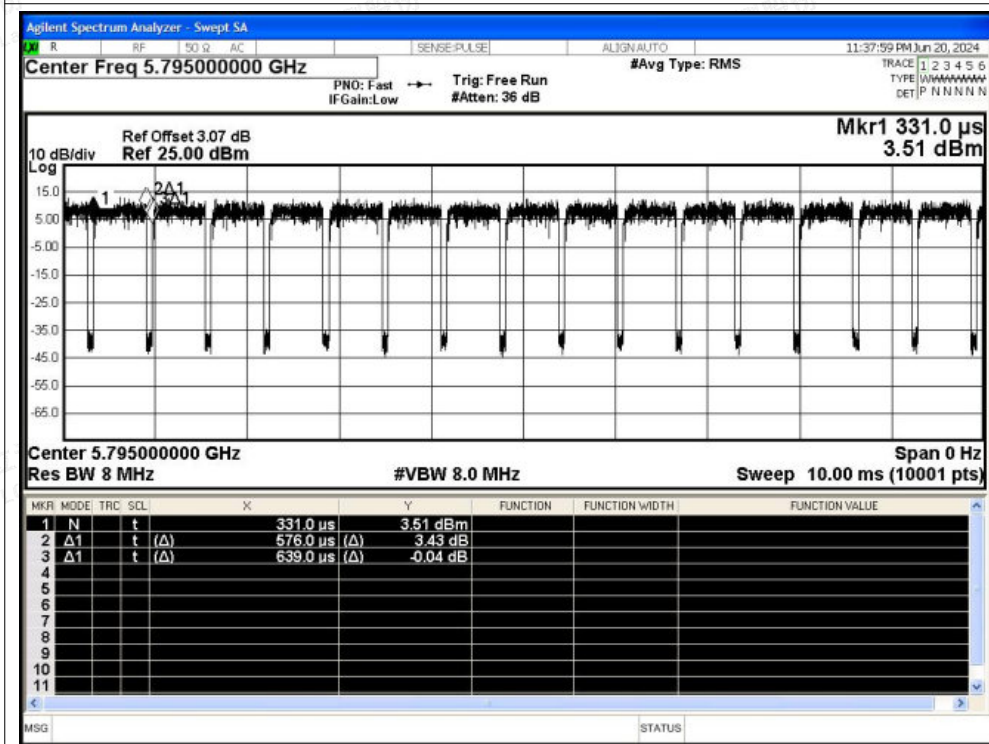 Agilent Spectrum Analyzer - Swept SA
LXI R RF 50 Ω AC SENSE:PULSE ALIGN AUTO 11:37:59 PM Jun 20, 2024
Center Freq 5.795000000 GHz #Avg Type: RMS TRACE 1 2 3 4 5 6
PNO: Fast Trig: Free Run TYPE WWWWWW
IFGain:Low #Atten: 36 dB DET P N N N N N
Mkr1 331.0 µs
Ref Offset 3.07 dB
10 dB/div Ref 25.00 dBm 3.51 dBm
Log
15.0
1 2Δ1
3Δ1
5.00
-5.00
-15.0
-25.0
-35.0
-45.0
-55.0
-65.0
Center 5.795000000 GHz Span 0 Hz
Res BW 8 MHz #VBW 8.0 MHz Sweep 10.00 ms (10001 pts)
MKR MODE TRC SCL X Y FUNCTION FUNCTION WIDTH FUNCTION VALUE
1 N t 331.0 µs 3.51 dBm
2 Δ1 t (Δ) 576.0 µs (Δ) 3.43 dB
3 Δ1 t (Δ) 639.0 µs (Δ) -0.04 dB
4
5
6
7
8
9
10
11
MSG STATUS